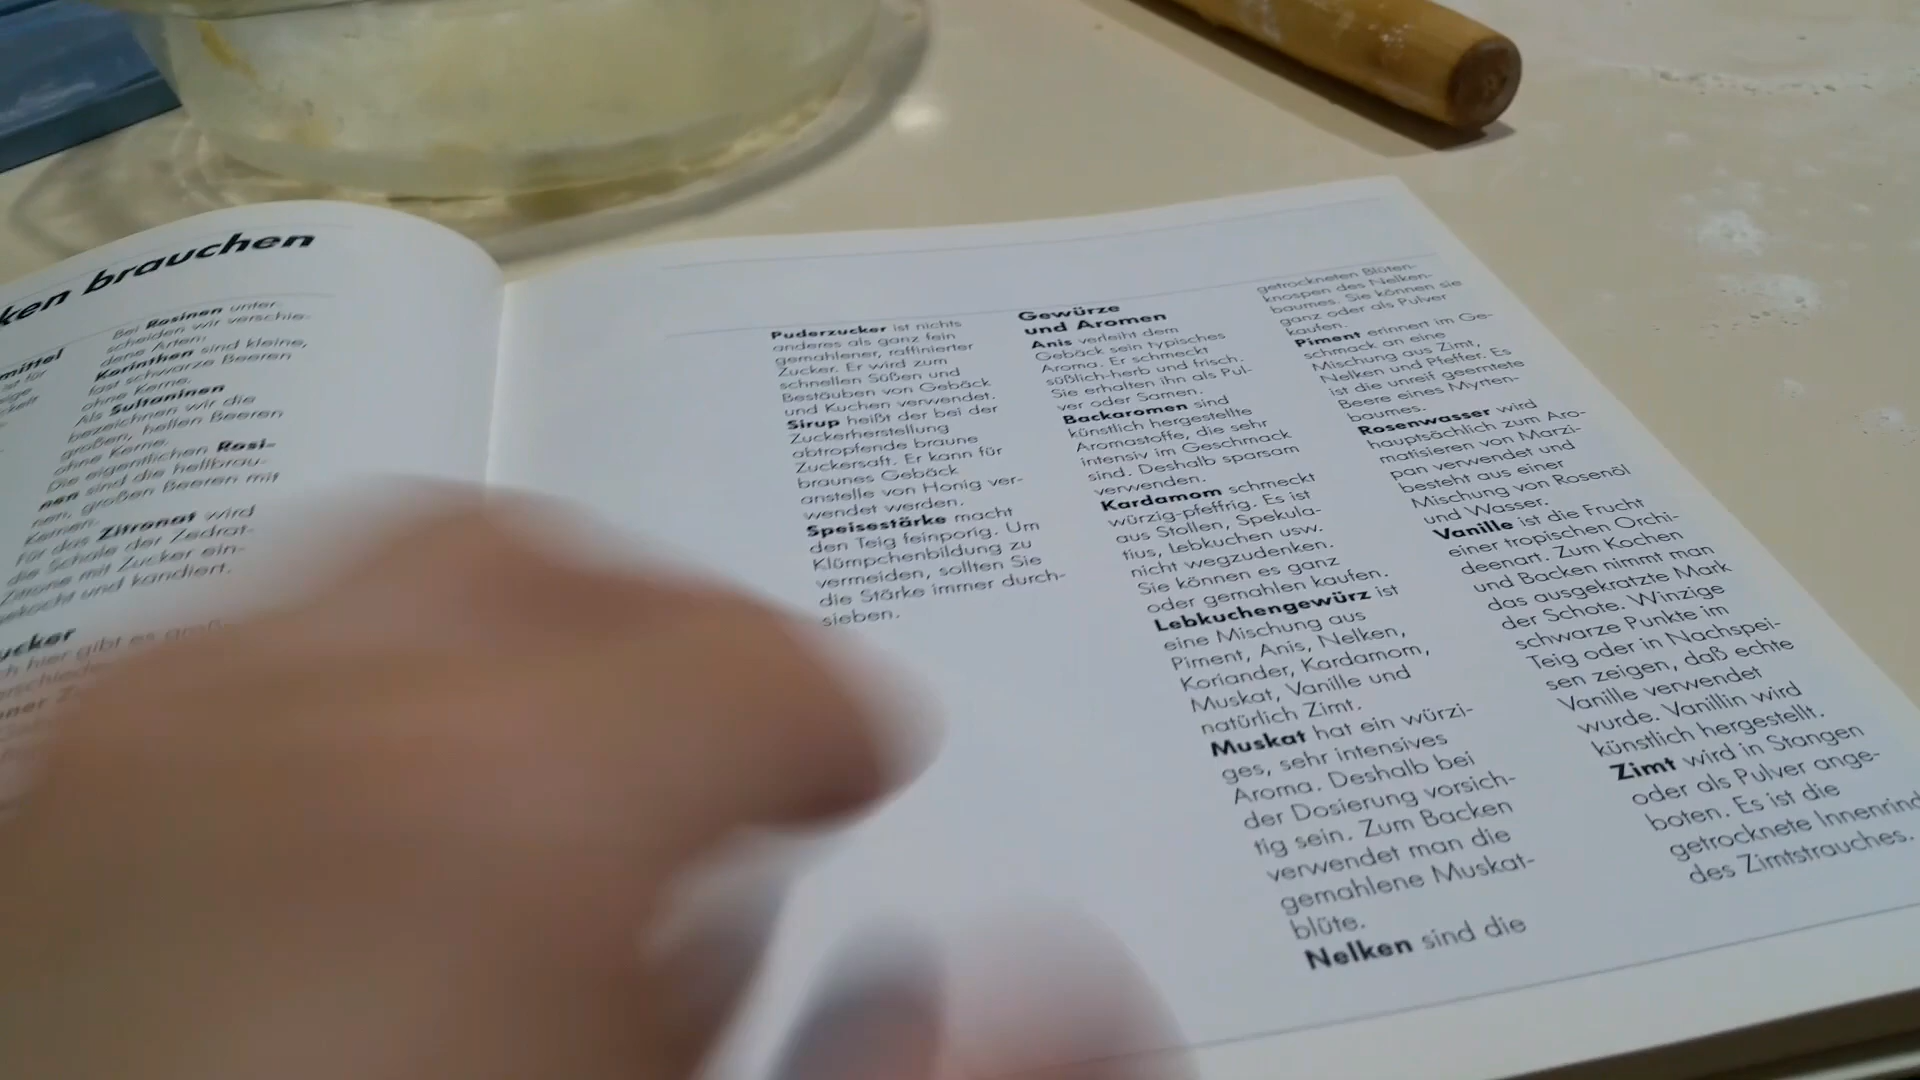 ken brauchen
mittel
Bei Rosinen unter-
scheiden wir verschie-
dene Arten:
Korinthen sind kleine,
fast schwarze Beeren
ohne Kerne.
Als Sultaninen
bezeichnen wir die
großen, hellen Beeren
ohne Kerne.
Die eigentlichen Rosi-
nen sind die hellbrau-
nen, großen Beeren mit
Kernen.
Für das Zitronat wird
die Schale der Zedrat-
zitrone mit Zucker ein-
gekocht und kandiert.
ucker
ch hier gibt es
Puderzucker ist nichts
anderes als ganz fein
gemahlener, raffinierter
Zucker. Er wird zum
schnellen Süßen und
Bestäuben von Gebäck
und Kuchen verwendet.
Sirup heißt der bei der
Zuckerherstellung
abtropfende braune
Zuckersaft. Er kann für
braunes Gebäck
anstelle von Honig ver-
wendet werden.
Speisestärke macht
den Teig feinporig. Um
Klümpchenbildung zu
vermeiden, sollten Sie
die Stärke immer durch-
sieben.
Gewürze
und Aromen
Anis verleiht dem
Gebäck sein typisches
Aroma. Er schmeckt
süßlich-herb und frisch.
Sie erhalten ihn als Pul-
ver oder Samen.
Backaromen sind
künstlich hergestellte
Aromastoffe, die sehr
intensiv im Geschmack
sind. Deshalb sparsam
verwenden.
Kardamom schmeckt
würzig-pfeffrig. Es ist
aus Stollen, Spekula-
tius, Lebkuchen usw.
nicht wegzudenken.
Sie können es ganz
oder gemahlen kaufen.
Lebkuchengewürz ist
eine Mischung aus
Piment, Anis, Nelken,
Koriander, Kardamom,
Muskat, Vanille und
natürlich Zimt.
Muskat hat ein würzi-
ges, sehr intensives
Aroma. Deshalb bei
der Dosierung vorsich-
tig sein. Zum Backen
verwendet man die
gemahlene Muskat-
blüte.
Nelken sind die
getrockneten Blüten-
knospen des Nelken-
baumes. Sie können sie
ganz oder als Pulver
kaufen.
Piment erinnert im Ge-
schmack an eine
Mischung aus Zimt,
Nelken und Pfeffer. Es
ist die unreif geerntete
Beere eines Myrten-
baumes.
Rosenwasser wird
hauptsächlich zum Aro-
matisieren von Marzi-
pan verwendet und
besteht aus einer
Mischung von Rosenöl
und Wasser.
Vanille ist die Frucht
einer tropischen Orchi-
deenart. Zum Kochen
und Backen nimmt man
das ausgekratzte Mark
der Schote. Winzige
schwarze Punkte im
Teig oder in Nachspei-
sen zeigen, daß echte
Vanille verwendet
wurde. Vanillin wird
künstlich hergestellt.
Zimt wird in Stangen
oder als Pulver ange-
boten. Es ist die
getrocknete Innenrind
des Zimtstrauches.